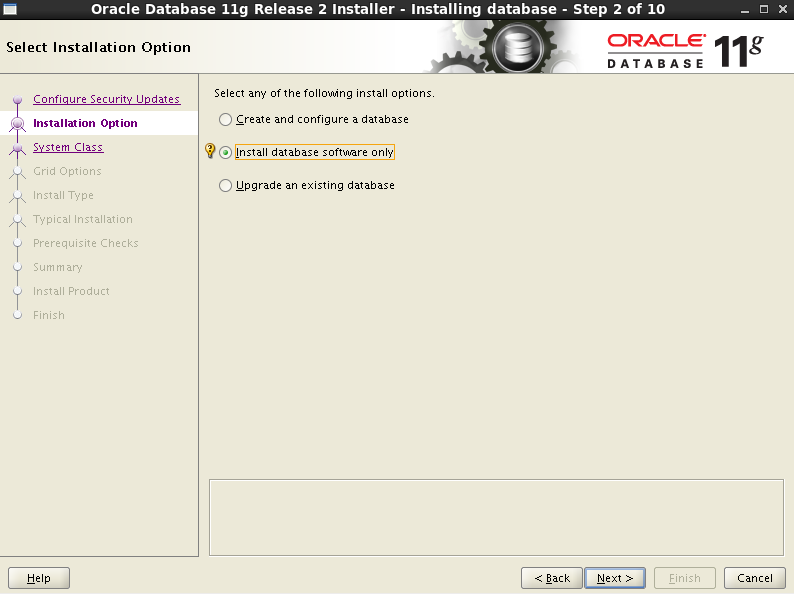 Oracle Database 11g Release 2 Installer - Installing database - Step 2 of 10
Select Installation Option
ORACLE
DATABASE
11g
Configure Security Updates
Installation Option
System Class
Grid Options
Install Type
Typical Installation
Prerequisite Checks
Summary
Install Product
Finish
Select any of the following install options.
Create and configure a database
Install database software only
Upgrade an existing database
Help
< Back
Next >
Finish
Cancel